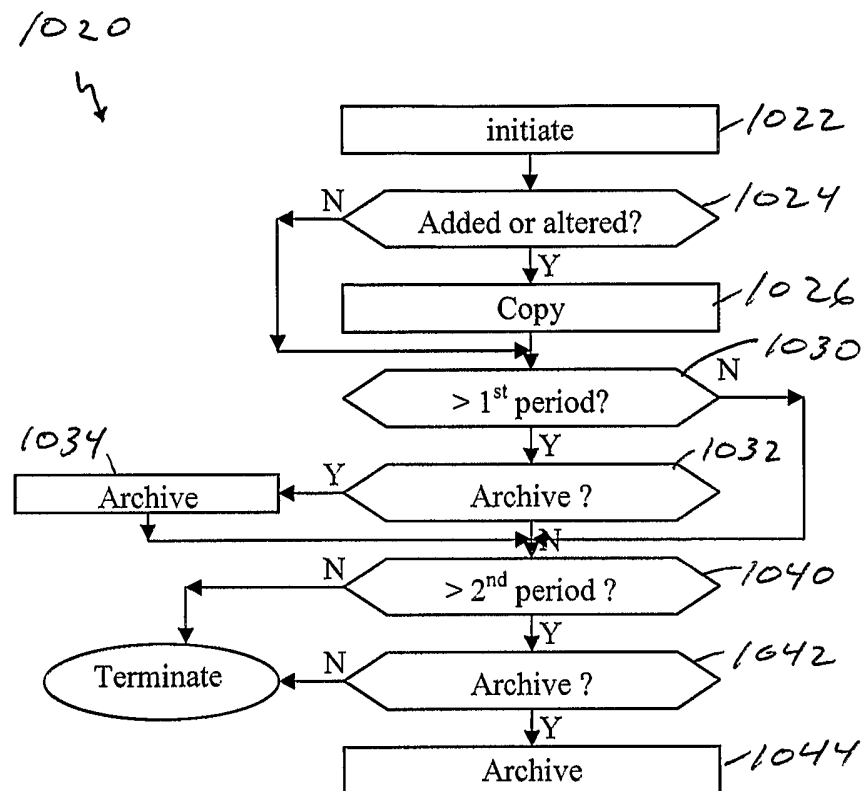 1020
initiate 1022
N Added or altered? 1024
Y
Copy 1026
1030
> 1st period? N
Y
1034 1032
Archive Y Archive ?
N
N > 2nd period ? 1040
Y
Terminate N Archive ? 1042
Y
Archive 1044